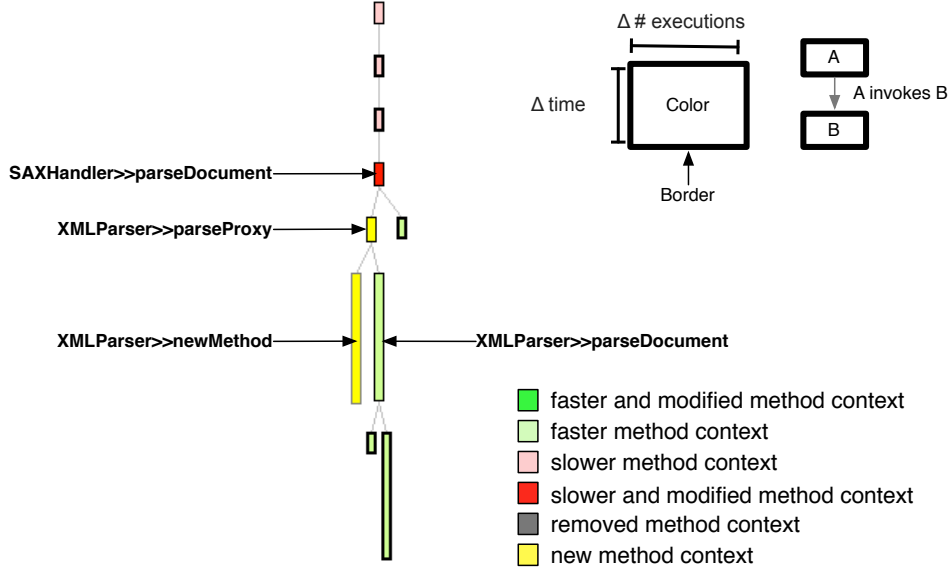 Δ # executions
Δ time
Color
Border
A
A invokes B
B
SAXHandler>>parseDocument
XMLParser>>parseProxy
XMLParser>>newMethod
XMLParser>>parseDocument
faster and modified method context
faster method context
slower method context
slower and modified method context
removed method context
new method context